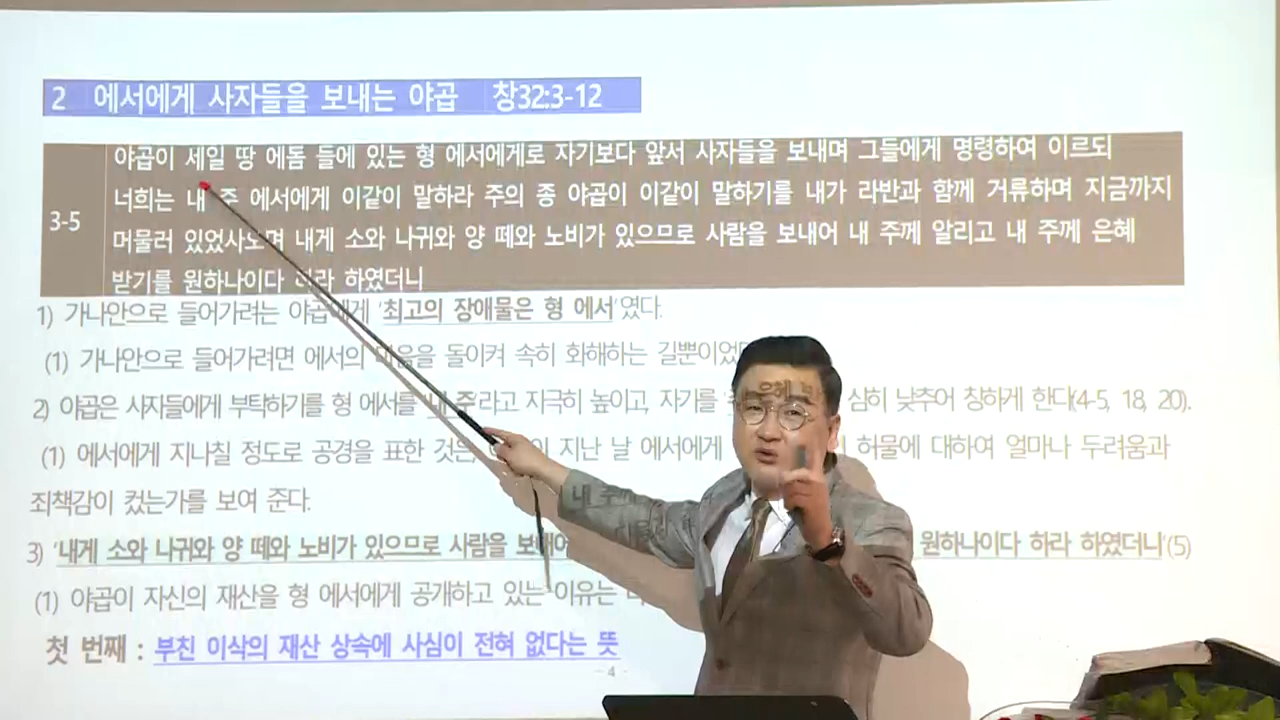 2 에서에게 사자들을 보내는 야곱 창32:3-12
3-5
야곱이 세일 땅 에돔 들에 있는 형 에서에게로 자기보다 앞서 사자들을 보내며 그들에게 명령하여 이르되
너희는 내 주 에서에게 이같이 말하라 주의 종 야곱이 이같이 말하기를 내가 라반과 함께 거류하며 지금까지
머물러 있었사오며 내게 소와 나귀와 양 떼와 노비가 있으므로 사람을 보내어 내 주께 알리고 내 주께 은혜
받기를 원하나이다 하라 하였더니
1) 가나안으로 들어가려는 야곱에게 '최고의 장애물은 형 에서'였다.
(1) 가나안으로 들어가려면 에서의 마음을 돌이켜 속히 화해하는
2) 야곱은 사자들에게 부탁하기를 형 에서를 '내 주'라고 지극히 높이고, 자기를 심히 낮추어 칭하게 한다(4-5, 18, 20).
(1) 에서에게 지나칠 정도로 공경을 표한 것은 지난 날 에서에게 허물에 대하여 얼마나 두려움과
죄책감이 컸는가를 보여 준다.
3) '내게 소와 나귀와 양 떼와 노비가 있으므로 사람을 보내어 원하나이다 하라 하였더니'(5)
(1) 야곱이 자신의 재산을 형 에서에게 공개하고 있는 이유는
첫 번째 : 부친 이삭의 재산 상속에 사심이 전혀 없다는 뜻
- 4 -